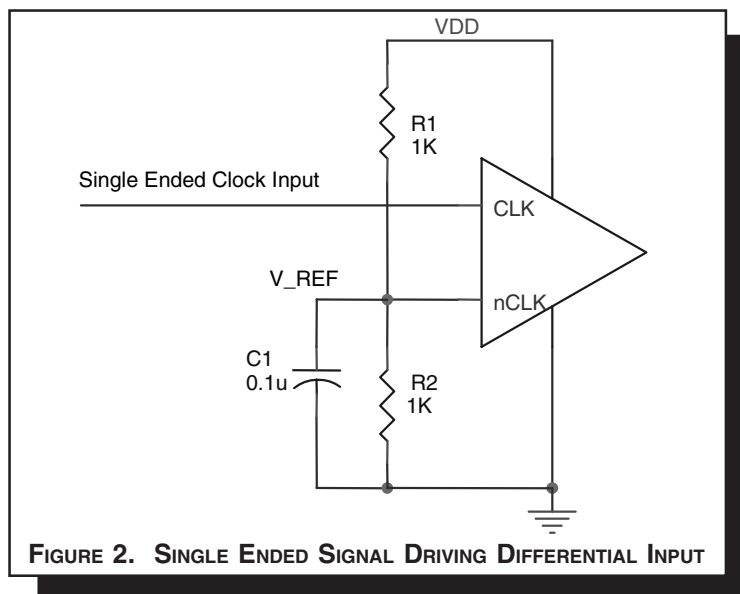 VDD
R1
1K
Single Ended Clock Input
CLK
V_REF
nCLK
C1
0.1u
R2
1K
FIGURE 2. SINGLE ENDED SIGNAL DRIVING DIFFERENTIAL INPUT